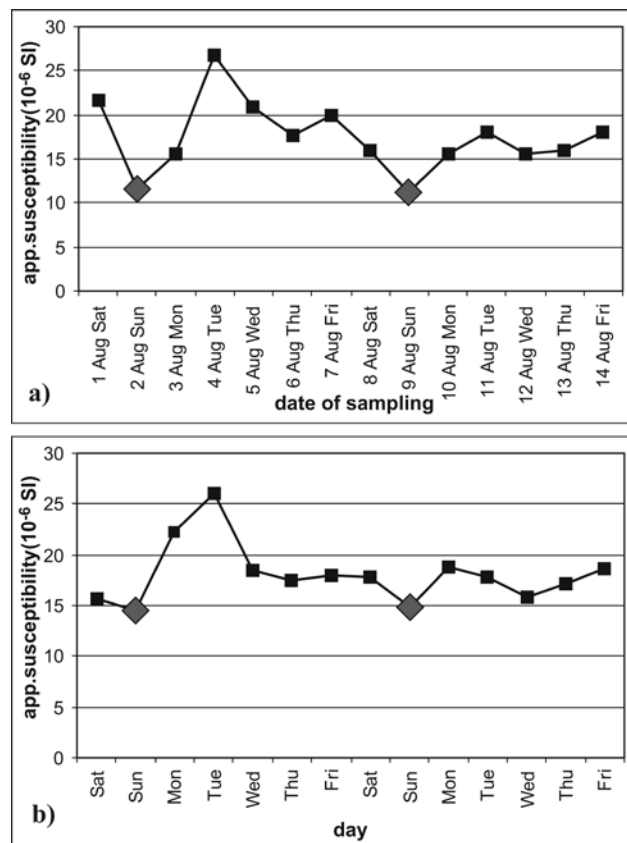 30
25
20
15
10
5
0
app.susceptibility(10⁻⁶ SI)
1 Aug Sat
2 Aug Sun
3 Aug Mon
4 Aug Tue
5 Aug Wed
6 Aug Thu
7 Aug Fri
8 Aug Sat
9 Aug Sun
10 Aug Mon
11 Aug Tue
12 Aug Wed
13 Aug Thu
14 Aug Fri
a)
date of sampling
30
25
20
15
10
5
0
app.susceptibility(10⁻⁶ SI)
Sat
Sun
Mon
Tue
Wed
Thu
Fri
Sat
Sun
Mon
Tue
Wed
Thu
Fri
b)
day